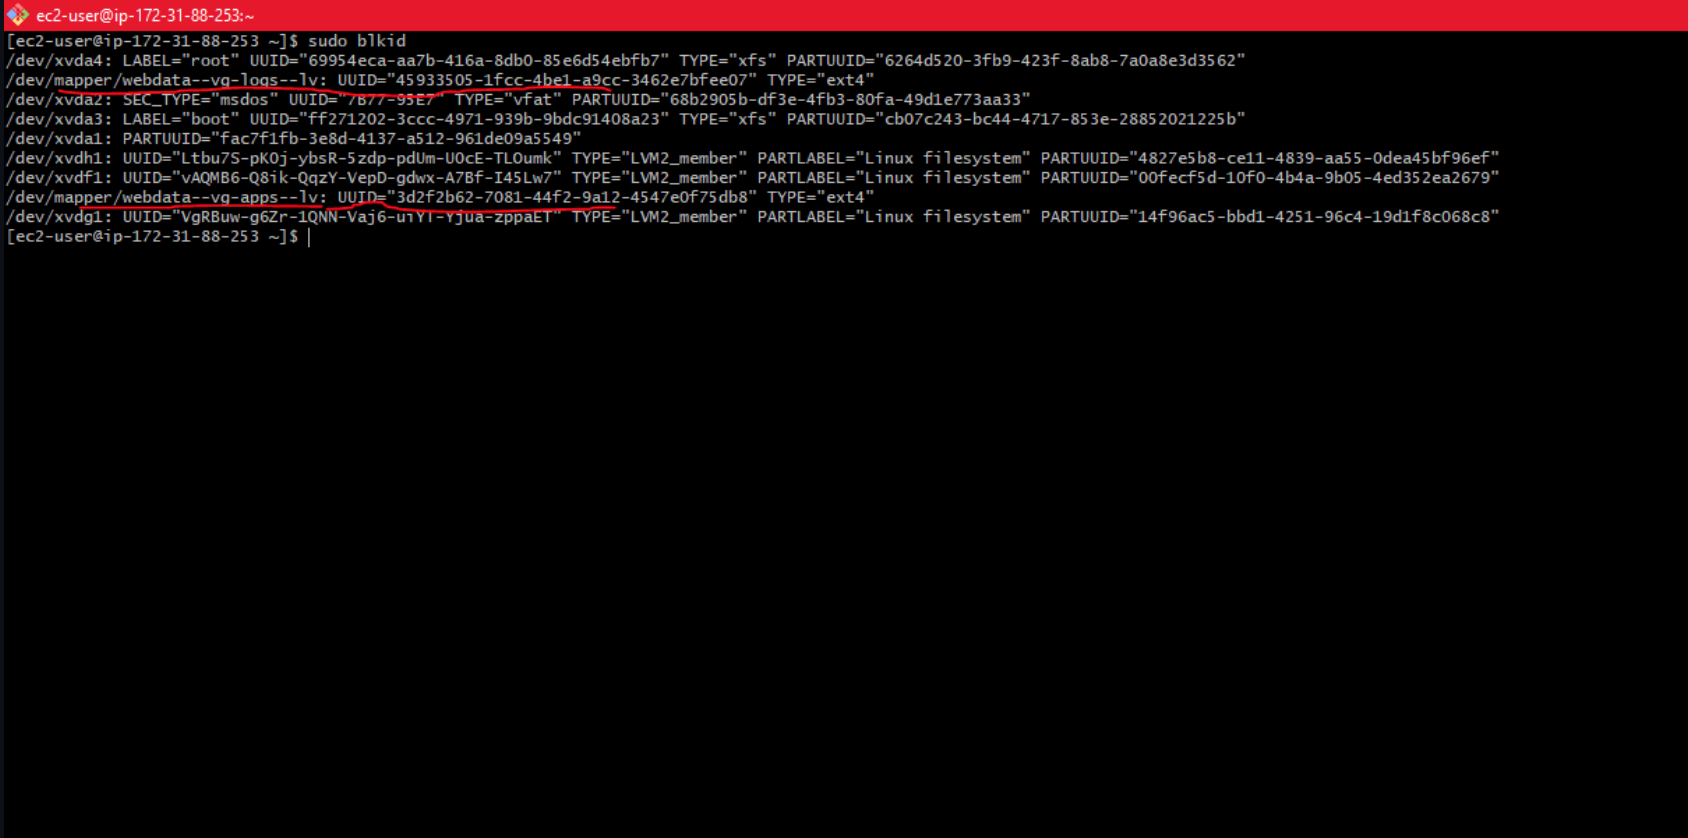 ec2-user@ip-172-31-88-253:~
[ec2-user@ip-172-31-88-253 ~]$ sudo blkid
/dev/xvda4: LABEL="root" UUID="69954eca-aa7b-416a-8db0-85e6d54ebfb7" TYPE="xfs" PARTUUID="6264d520-3fb9-423f-8ab8-7a0a8e3d3562"
/dev/mapper/webdata--vg-logs--lv: UUID="45933505-1fcc-4be1-a9cc-3462e7bfee07" TYPE="ext4"
/dev/xvda2: SEC_TYPE="msdos" UUID="7B77-95E7" TYPE="vfat" PARTUUID="68b2905b-df3e-4fb3-80fa-49d1e773aa33"
/dev/xvda3: LABEL="boot" UUID="ff271202-3ccc-4971-939b-9bdc91408a23" TYPE="xfs" PARTUUID="cb07c243-bc44-4717-853e-28852021225b"
/dev/xvda1: PARTUUID="fac7f1fb-3e8d-4137-a512-961de09a5549"
/dev/xvdh1: UUID="Ltbu7S-pKOj-ybsR-5zdp-pdUm-UOcE-TLOumk" TYPE="LVM2_member" PARTLABEL="Linux filesystem" PARTUUID="4827e5b8-ce11-4839-aa55-0dea45bf96ef"
/dev/xvdf1: UUID="vAQMB6-Q8ik-QqzY-VepD-gdwx-A7Bf-I45Lw7" TYPE="LVM2_member" PARTLABEL="Linux filesystem" PARTUUID="00fecf5d-10f0-4b4a-9b05-4ed352ea2679"
/dev/mapper/webdata--vg-apps--lv: UUID="3d2f2b62-7081-44f2-9a12-4547e0f75db8" TYPE="ext4"
/dev/xvdg1: UUID="VgRBuw-g6Zr-1QNN-Vaj6-uiYT-Yjua-zppaET" TYPE="LVM2_member" PARTLABEL="Linux filesystem" PARTUUID="14f96ac5-bbd1-4251-96c4-19d1f8c068c8"
[ec2-user@ip-172-31-88-253 ~]$